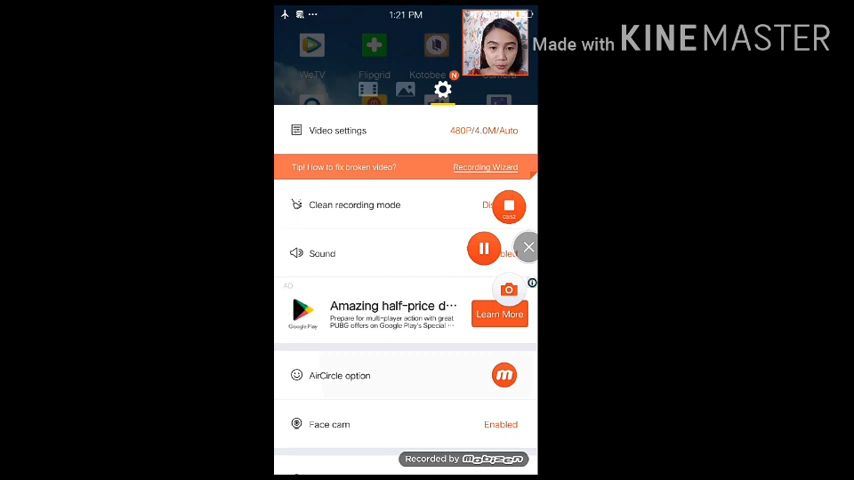 1:21 PM
Made with KINEMASTER
WeTV
Flipgrid
Kotobee
N
Video settings
480P/4.0M/Auto
Tip! How to fix broken video?
Recording Wizard
Clean recording mode
Sound
AD
Amazing half-price d···
Prepare for multi-player action with great
PUBG offers on Google Play's Special ···
Google Play
Learn More
AirCircle option
m
Face cam
Enabled
Recorded by mobizen